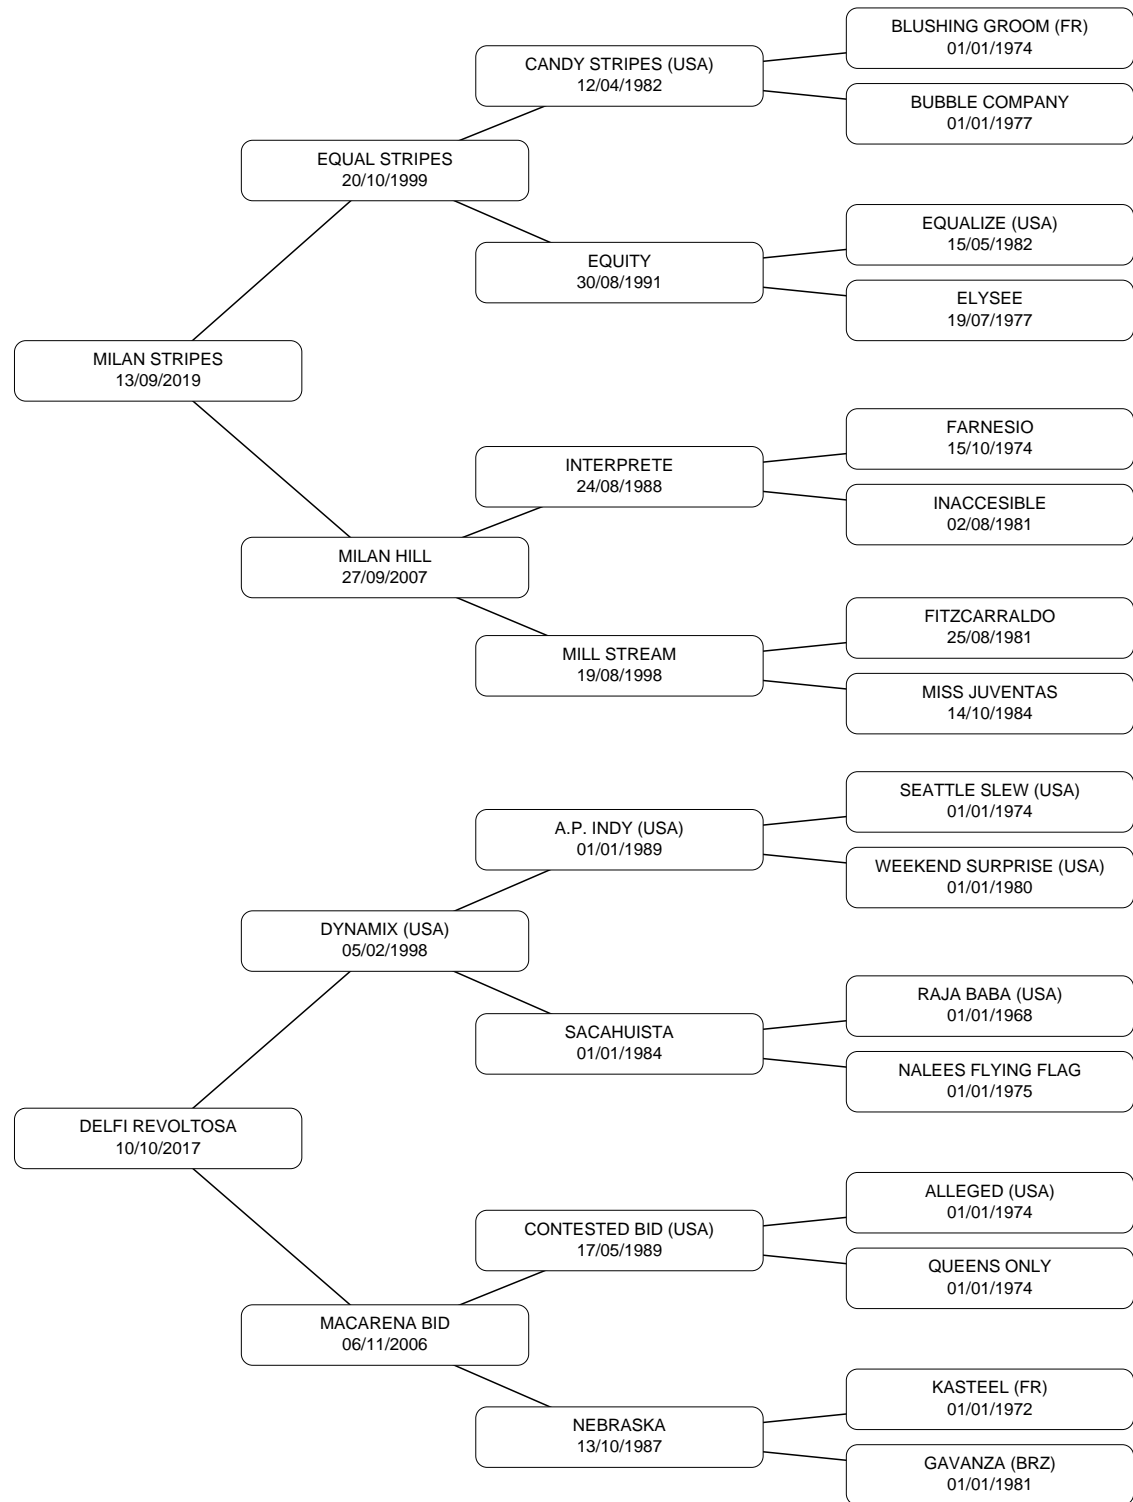 BLUSHING GROOM (FR)
01/01/1974
CANDY STRIPES (USA)
12/04/1982
BUBBLE COMPANY
01/01/1977
EQUAL STRIPES
20/10/1999
EQUALIZE (USA)
15/05/1982
EQUITY
30/08/1991
ELYSEE
19/07/1977
MILAN STRIPES
13/09/2019
FARNESIO
15/10/1974
INTERPRETE
24/08/1988
INACCESIBLE
02/08/1981
MILAN HILL
27/09/2007
FITZCARRALDO
25/08/1981
MILL STREAM
19/08/1998
MISS JUVENTAS
14/10/1984
SEATTLE SLEW (USA)
01/01/1974
A.P. INDY (USA)
01/01/1989
WEEKEND SURPRISE (USA)
01/01/1980
DYNAMIX (USA)
05/02/1998
RAJA BABA (USA)
01/01/1968
SACAHUISTA
01/01/1984
NALEES FLYING FLAG
01/01/1975
DELFI REVOLTOSA
10/10/2017
ALLEGED (USA)
01/01/1974
CONTESTED BID (USA)
17/05/1989
QUEENS ONLY
01/01/1974
MACARENA BID
06/11/2006
KASTEEL (FR)
01/01/1972
NEBRASKA
13/10/1987
GAVANZA (BRZ)
01/01/1981